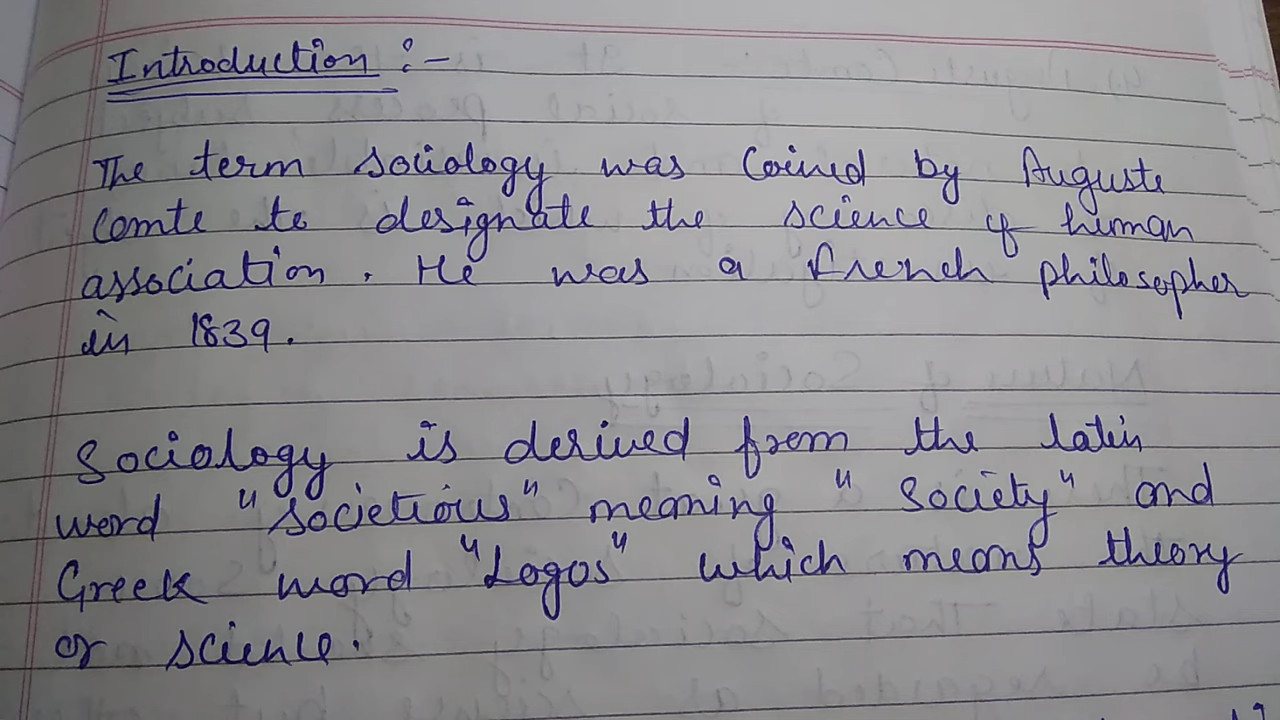 Introduction :-
The term sociology was Coined by Auguste
Comte to designate the science of human
association. He was a french philosopher
in 1839.
Sociology is derived from the latin
word "societious" meaning "Society" and
Greek word "Logos" which means theory
or science.